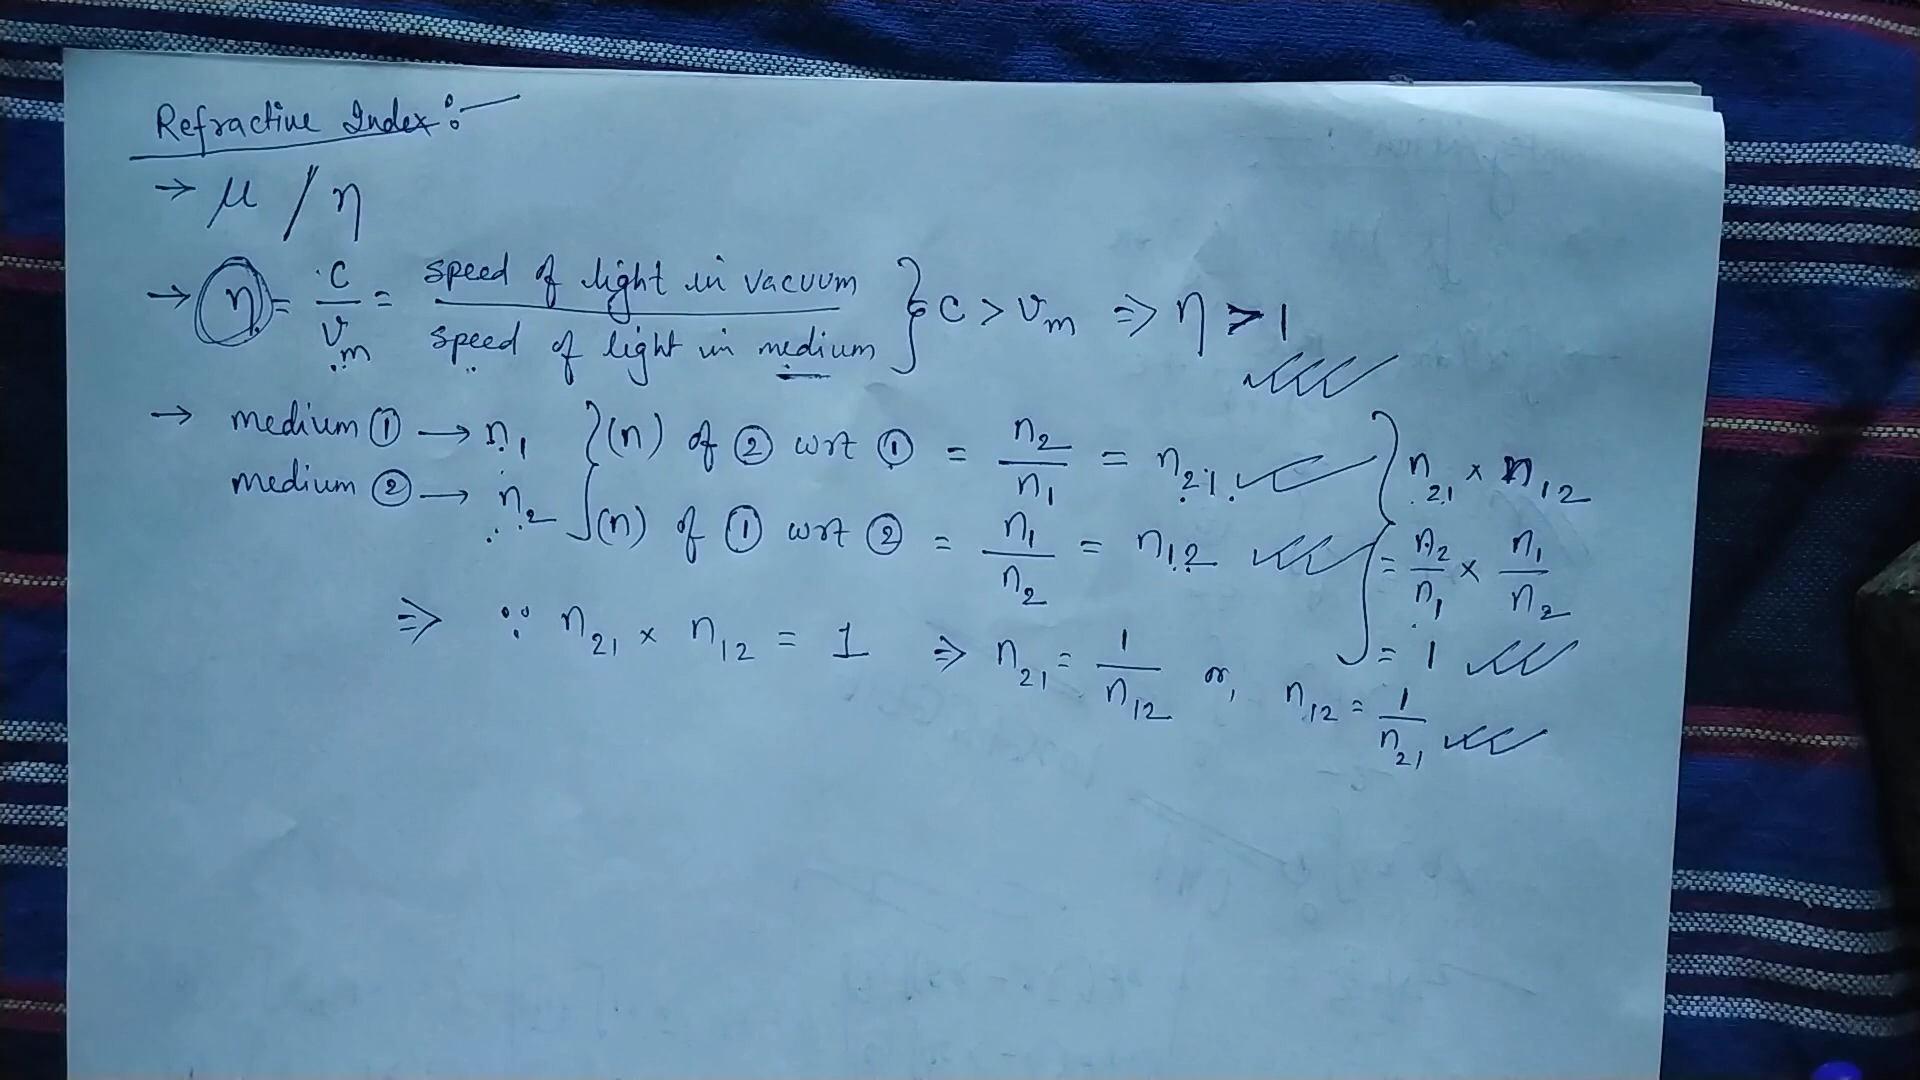 Refractive Index :-
→ μ / η
→ η = c/v_m = speed of light in vacuum / speed of light in medium } c > v_m ⇒ η > 1
→ medium ① → n₁ } (n) of ② wrt ① = n₂/n₁ = n₂₁ } n₂₁ × n₁₂
medium ② → n₂ } (n) of ① wrt ② = n₁/n₂ = n₁₂ = n₂/n₁ × n₁/n₂
= 1
⇒ ∵ n₂₁ × n₁₂ = 1 ⇒ n₂₁ = 1/n₁₂ or, n₁₂ = 1/n₂₁